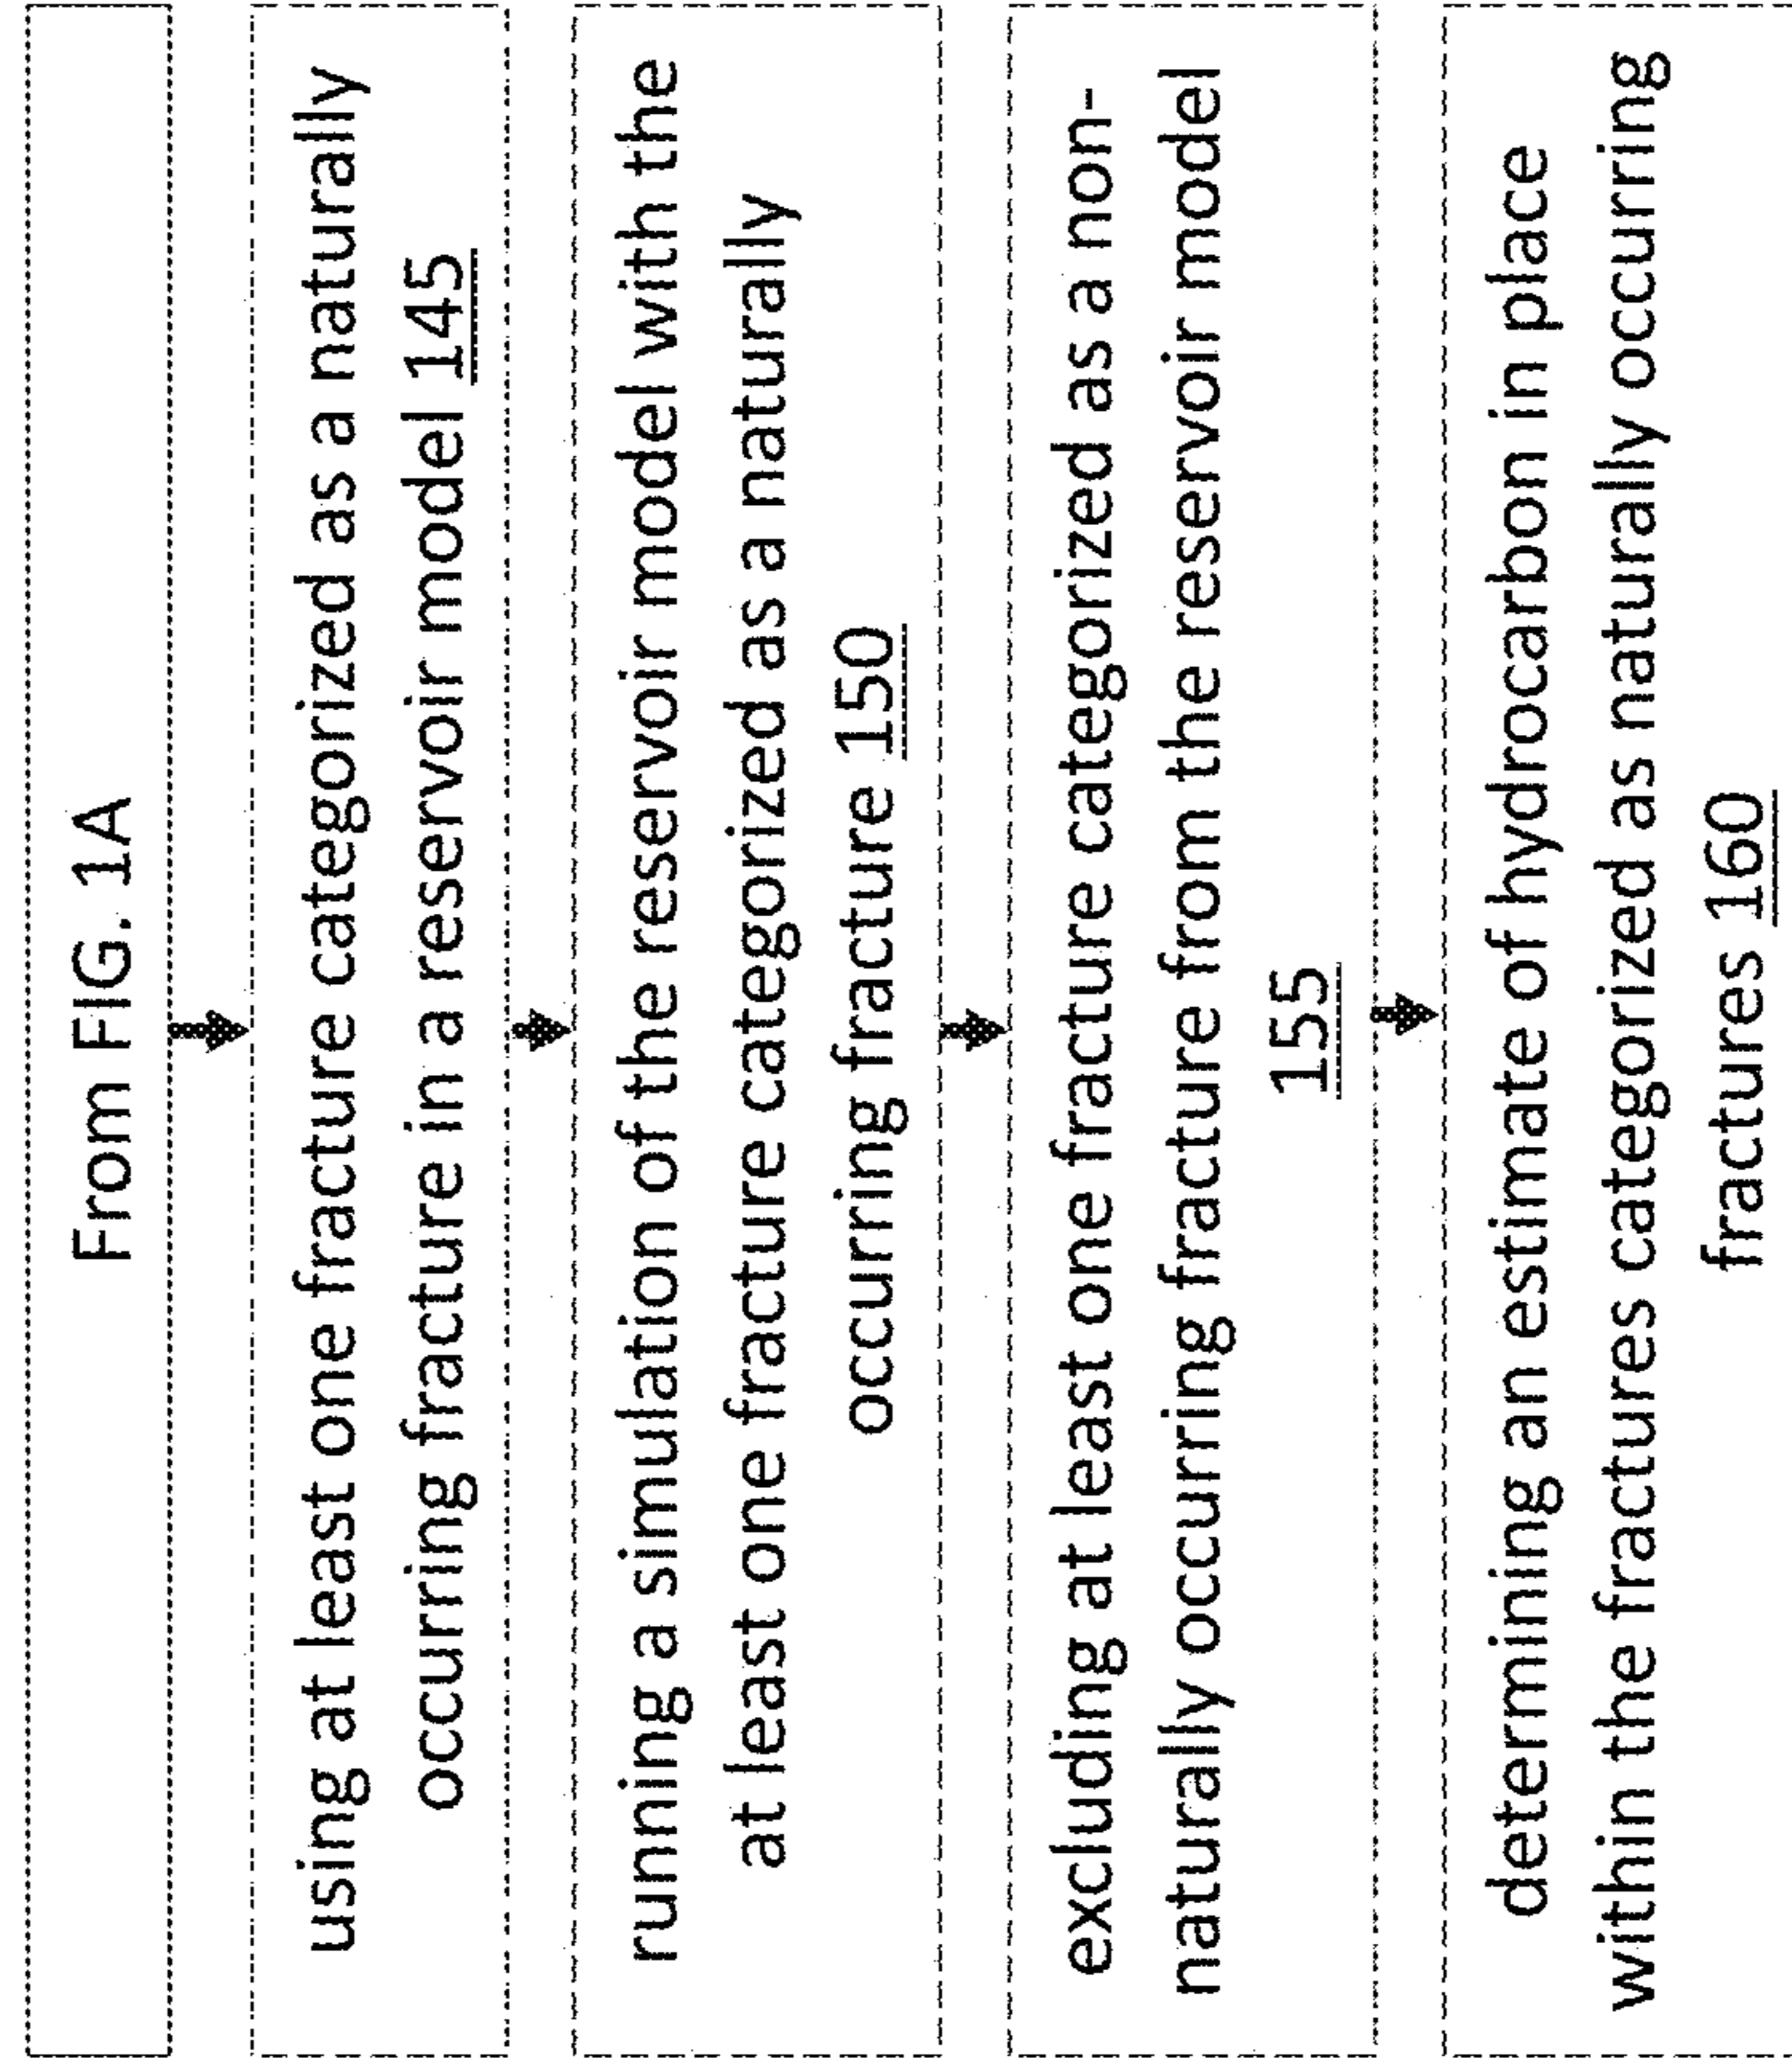 From FIG. 1A
using at least one fracture categorized as a naturally
occurring fracture in a reservoir model 145
running a simulation of the reservoir model with the
at least one fracture categorized as a naturally
occurring fracture 150
excluding at least one fracture categorized as a non-
naturally occurring fracture from the reservoir model
155
determining an estimate of hydrocarbon in place
within the fractures categorized as naturally occurring
fractures 160